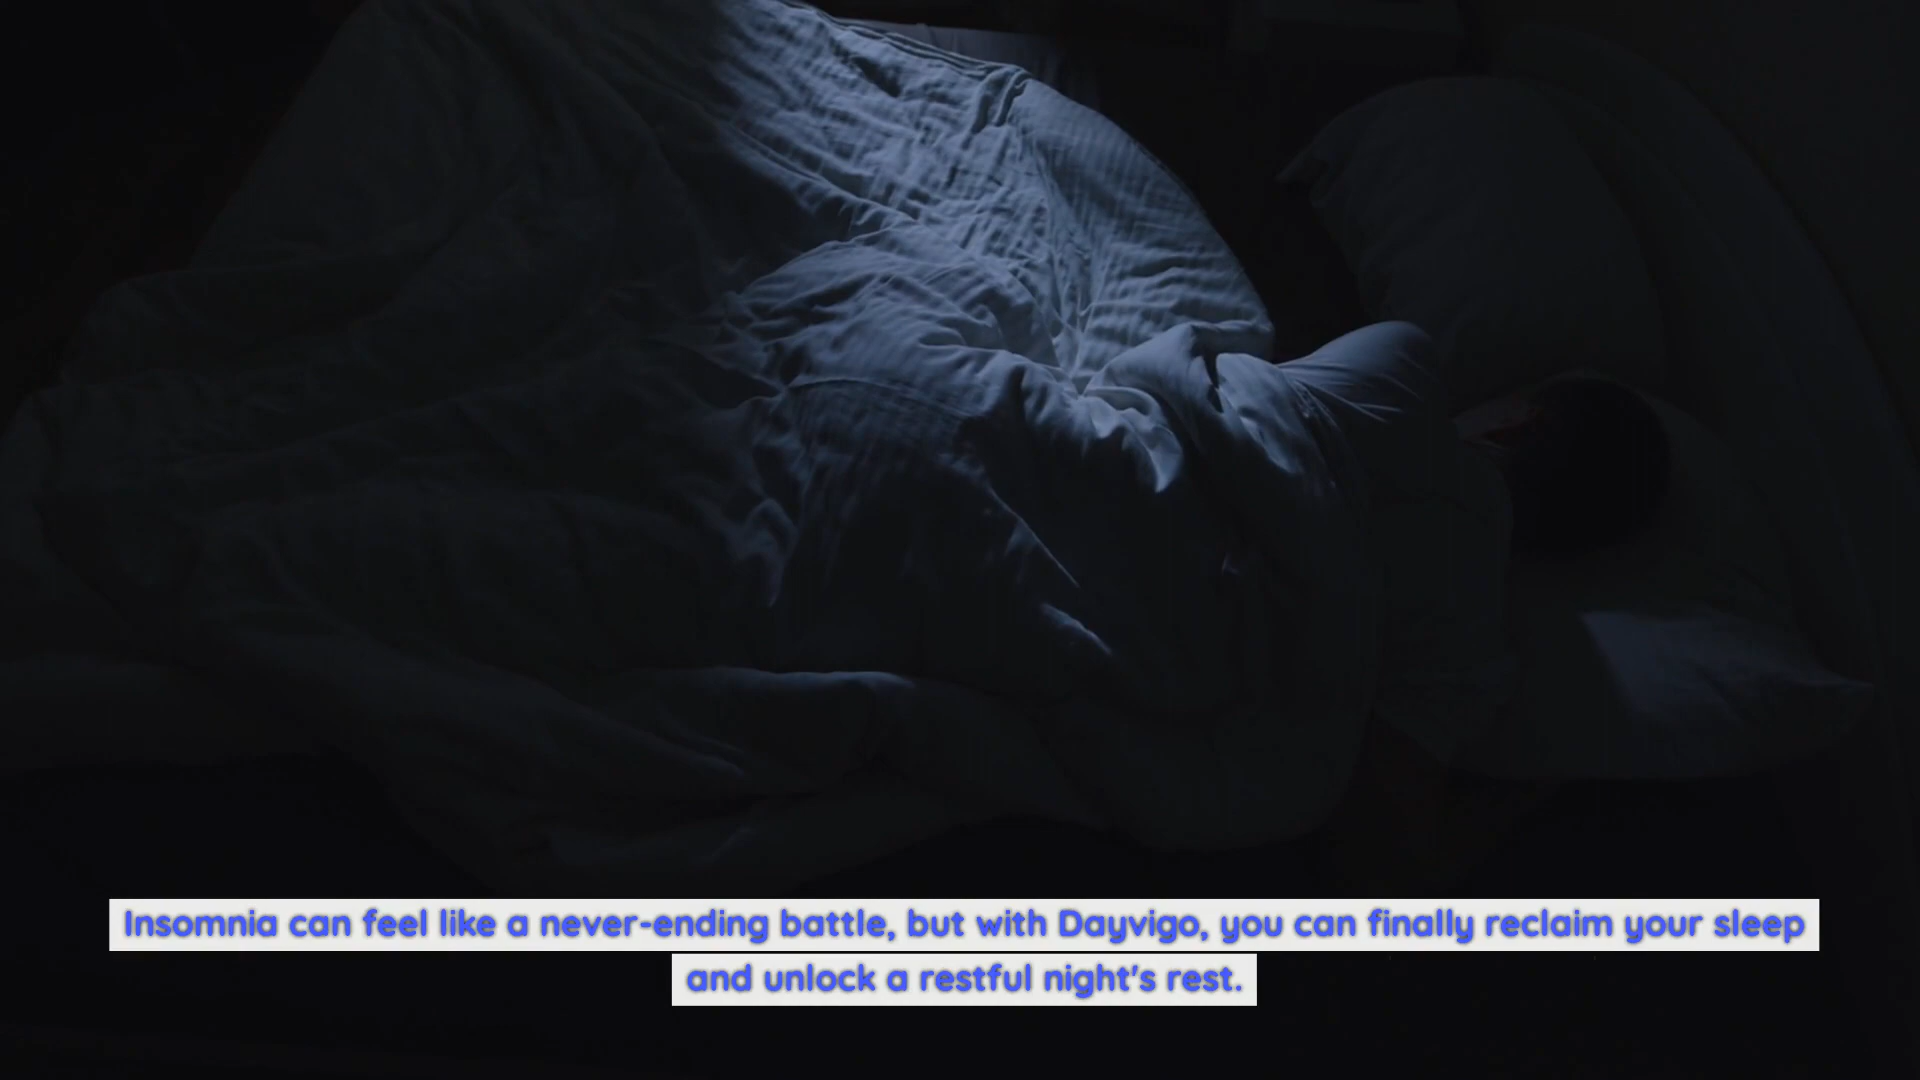 Insomnia can feel like a never-ending battle, but with Dayvigo, you can finally reclaim your sleep
and unlock a restful night's rest.